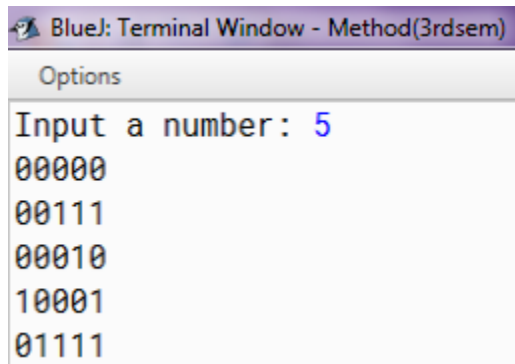 BlueJ: Terminal Window - Method(3rdsem)
Options
Input a number: 5
00000
00111
00010
10001
01111